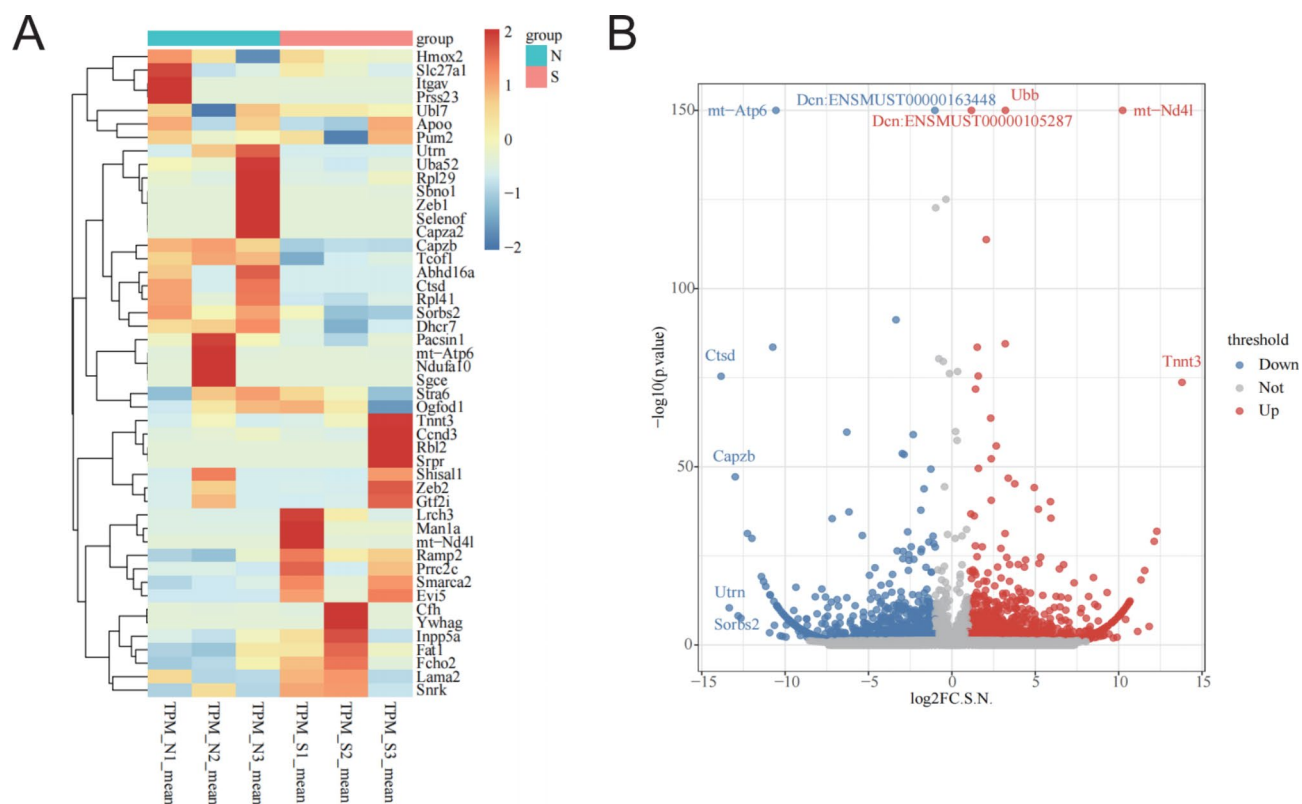 A
group
Hmox2
Slc27a1
Itgav
Prss23
Ubl7
Apoo
Pum2
Utrn
Uba52
Rpl29
Sbno1
Zeb1
Selenof
Capza2
Capzb
Tcof1
Abhd16a
Ctsd
Rpl41
Sorbs2
Dhcr7
Pacsin1
mt−Atp6
Ndufa10
Sgce
Stra6
Ogfod1
Tnnt3
Ccnd3
Rbl2
Srpr
Shisal1
Zeb2
Gtf2i
Lrch3
Man1a
mt−Nd4l
Ramp2
Prrc2c
Smarca2
Evi5
Cfh
Ywhag
Inpp5a
Fat1
Fcho2
Lama2
Snrk
TPM_N1_mean
TPM_N2_mean
TPM_N3_mean
TPM_S1_mean
TPM_S2_mean
TPM_S3_mean
2
1
0
−1
−2
group
N
S
B
mt−Atp6
Dcn:ENSMUST00000163448
Ubb
Dcn:ENSMUST00000105287
mt−Nd4l
Ctsd
Tnnt3
Capzb
Utrn
Sorbs2
150
100
50
0
−log10(p.value)
−15
−10
−5
0
5
10
15
log2FC.S.N.
threshold
Down
Not
Up